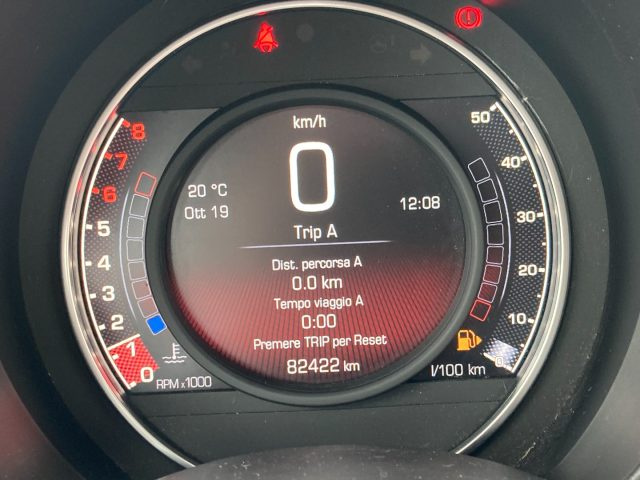 km/h
0
20 °C
Ott 19
12:08
Trip A
Dist. percorsa A
0.0 km
Tempo viaggio A
0:00
Premere TRIP per Reset
82422 km
8
7
6
5
4
3
2
1
0
RPM x1000
50
40
30
20
10
0
l/100 km